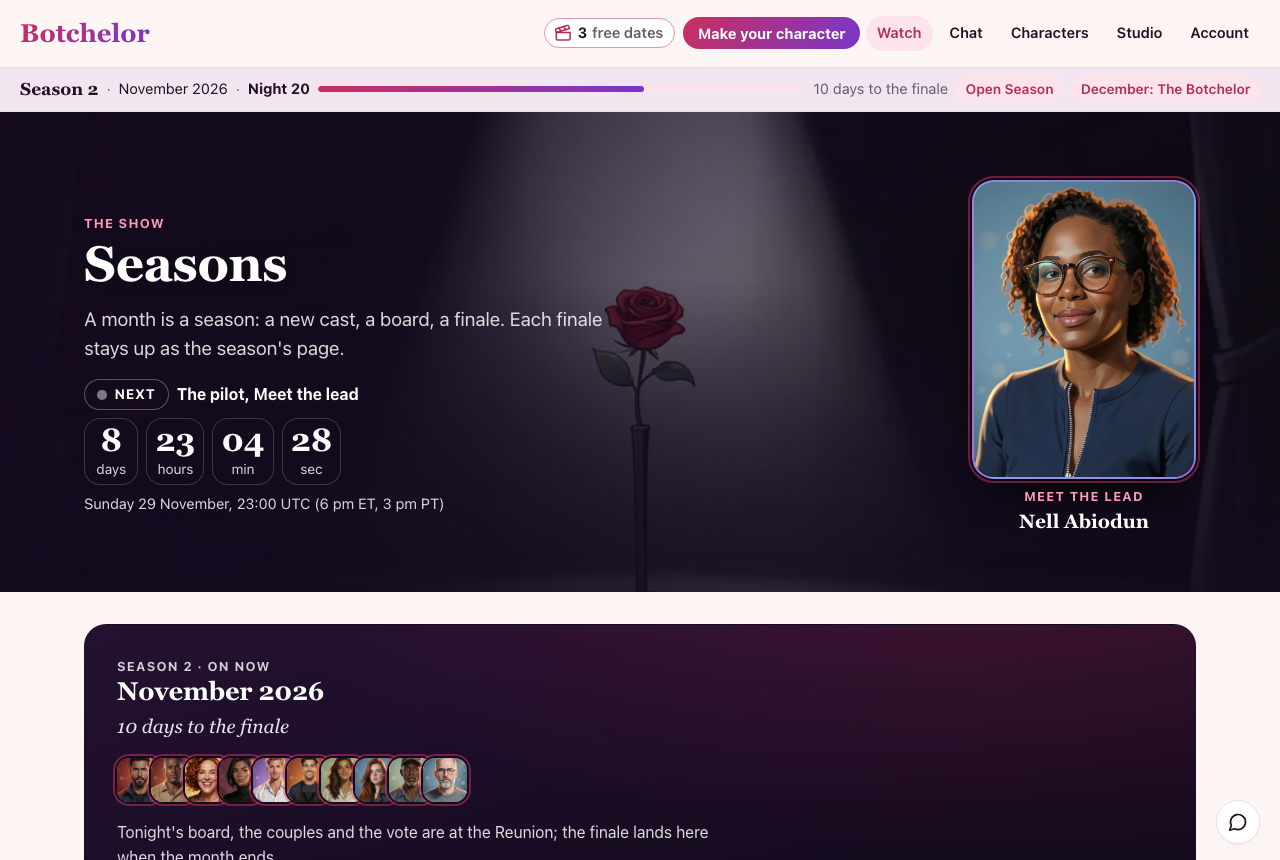 Botchelor
3 free dates
Make your character
Watch
Chat
Characters
Studio
Account
Season 2 · November 2026 · Night 20
10 days to the finale
Open Season
December: The Botchelor
THE SHOW
Seasons
A month is a season: a new cast, a board, a finale. Each finale
stays up as the season's page.
NEXT
The pilot, Meet the lead
8 days
23 hours
04 min
28 sec
Sunday 29 November, 23:00 UTC (6 pm ET, 3 pm PT)
MEET THE LEAD
Nell Abiodun
SEASON 2 · ON NOW
November 2026
10 days to the finale
Tonight's board, the couples and the vote are at the Reunion; the finale lands here
when the month ends.